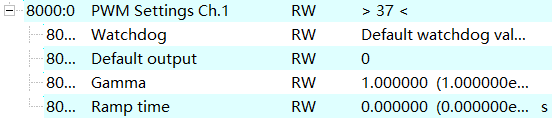 8000:0 PWM Settings Ch.1 RW > 37 <
80... Watchdog RW Default watchdog val...
80... Default output RW 0
80... Gamma RW 1.000000 (1.000000e...
80... Ramp time RW 0.000000 (0.000000e... s